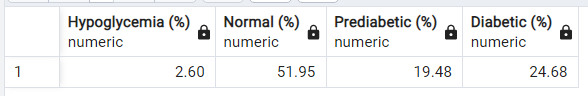 Hypoglycemia (%) Normal (%) Prediabetic (%) Diabetic (%)
numeric numeric numeric numeric
1 2.60 51.95 19.48 24.68